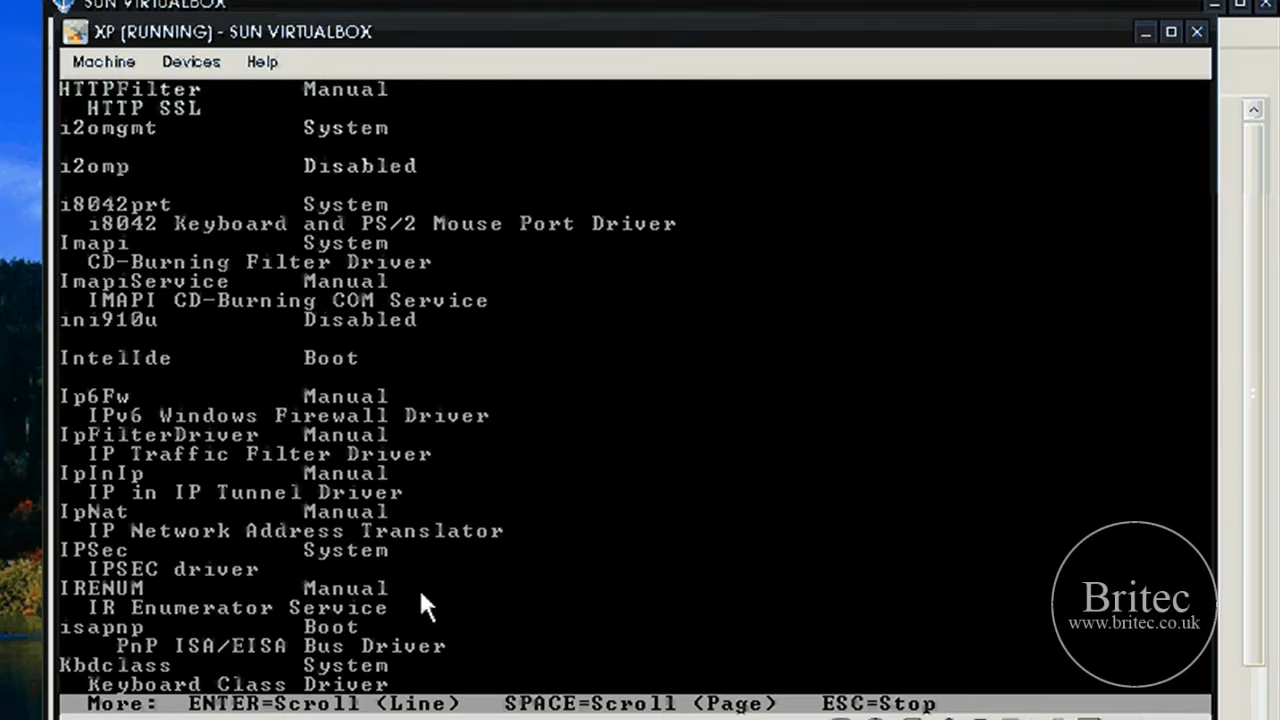 SUN VIRTUALBOX
XP (RUNNING) - SUN VIRTUALBOX
Machine Devices Help
HTTPFilter Manual
HTTP SSL
i2omgmt System
i2omp Disabled
i8042prt System
i8042 Keyboard and PS/2 Mouse Port Driver
Imapi System
CD-Burning Filter Driver
ImapiService Manual
IMAPI CD-Burning COM Service
ini910u Disabled
IntelIde Boot
Ip6Fw Manual
IPv6 Windows Firewall Driver
IpFilterDriver Manual
IP Traffic Filter Driver
IpInIp Manual
IP in IP Tunnel Driver
IpNat Manual
IP Network Address Translator
IPSec System
IPSEC driver
IRENUM Manual
IR Enumerator Service
isapnp Boot
PnP ISA/EISA Bus Driver
Kbdclass System
Keyboard Class Driver
More: ENTER=Scroll (Line) SPACE=Scroll (Page) ESC=Stop
Britec
www.britec.co.uk